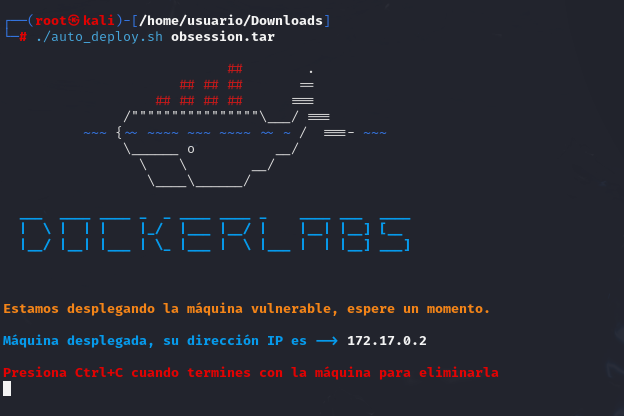 ┌──(root㉿kali)-[/home/usuario/Downloads]
└─# ./auto_deploy.sh obsession.tar
DOCKERLABS
Estamos desplegando la máquina vulnerable, espere un momento.
Máquina desplegada, su dirección IP es --> 172.17.0.2
Presiona Ctrl+C cuando termines con la máquina para eliminarla